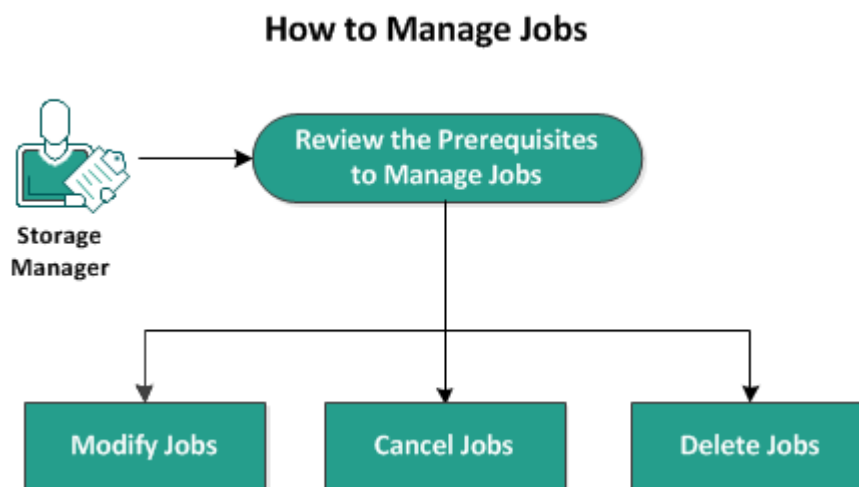 How to Manage Jobs
Review the Prerequisites
to Manage Jobs
Storage
Manager
Modify Jobs
Cancel Jobs
Delete Jobs